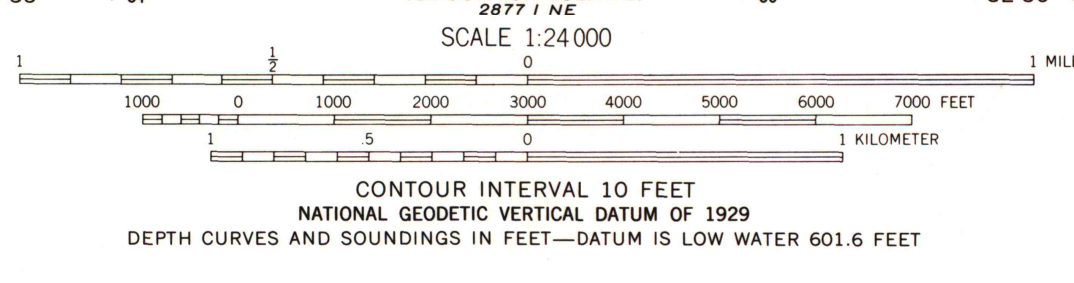 2877 I NE
SCALE 1:24 000
1 1/2 0 1
1000 0 1000 2000 3000 4000 5000 6000 7000 FEET
1 .5 0 1 KILOMETER
CONTOUR INTERVAL 10 FEET
NATIONAL GEODETIC VERTICAL DATUM OF 1929
DEPTH CURVES AND SOUNDINGS IN FEET—DATUM IS LOW WATER 601.6 FEET